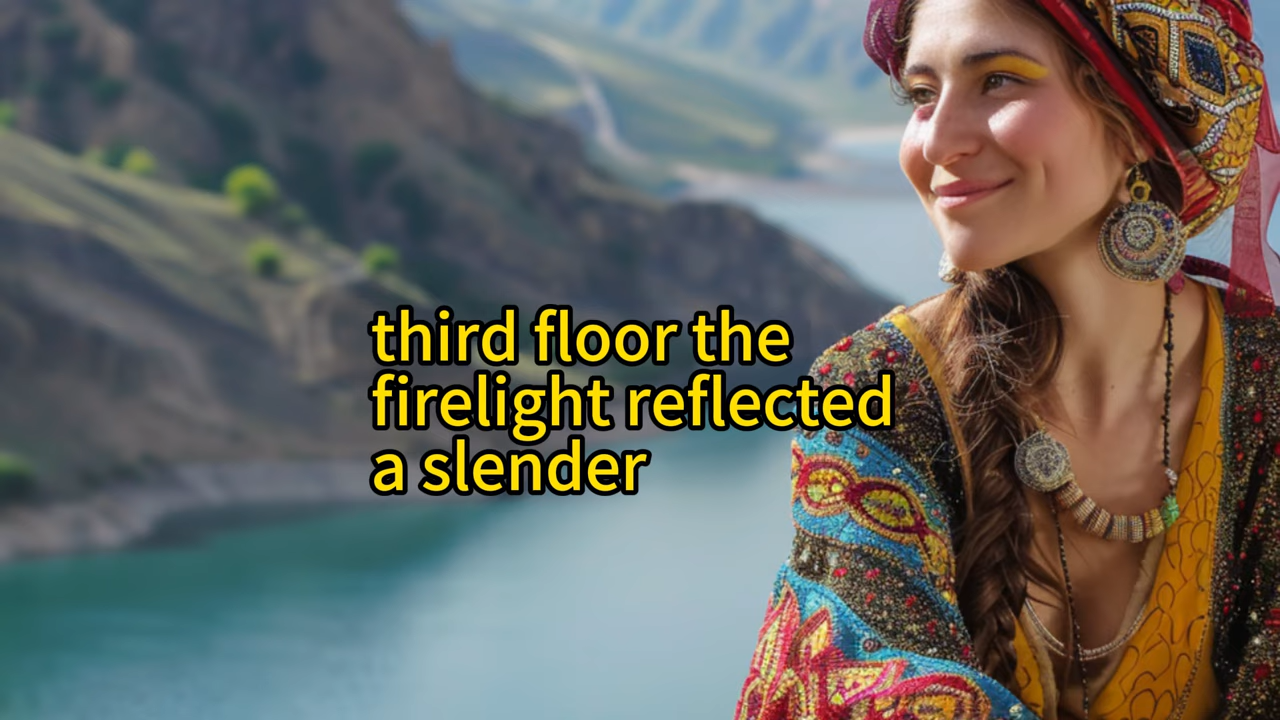 third floor the
firelight reflected
a slender